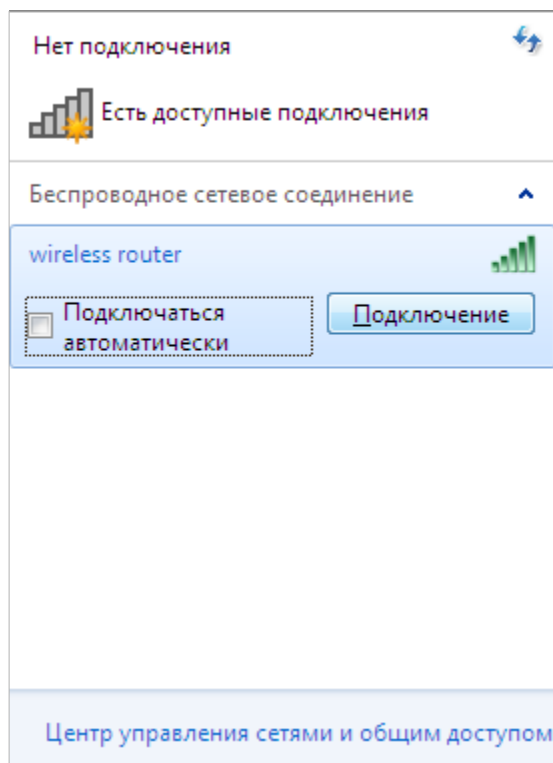 Нет подключения
Есть доступные подключения
Беспроводное сетевое соединение
wireless router
Подключаться
автоматически
Подключение
Центр управления сетями и общим доступом